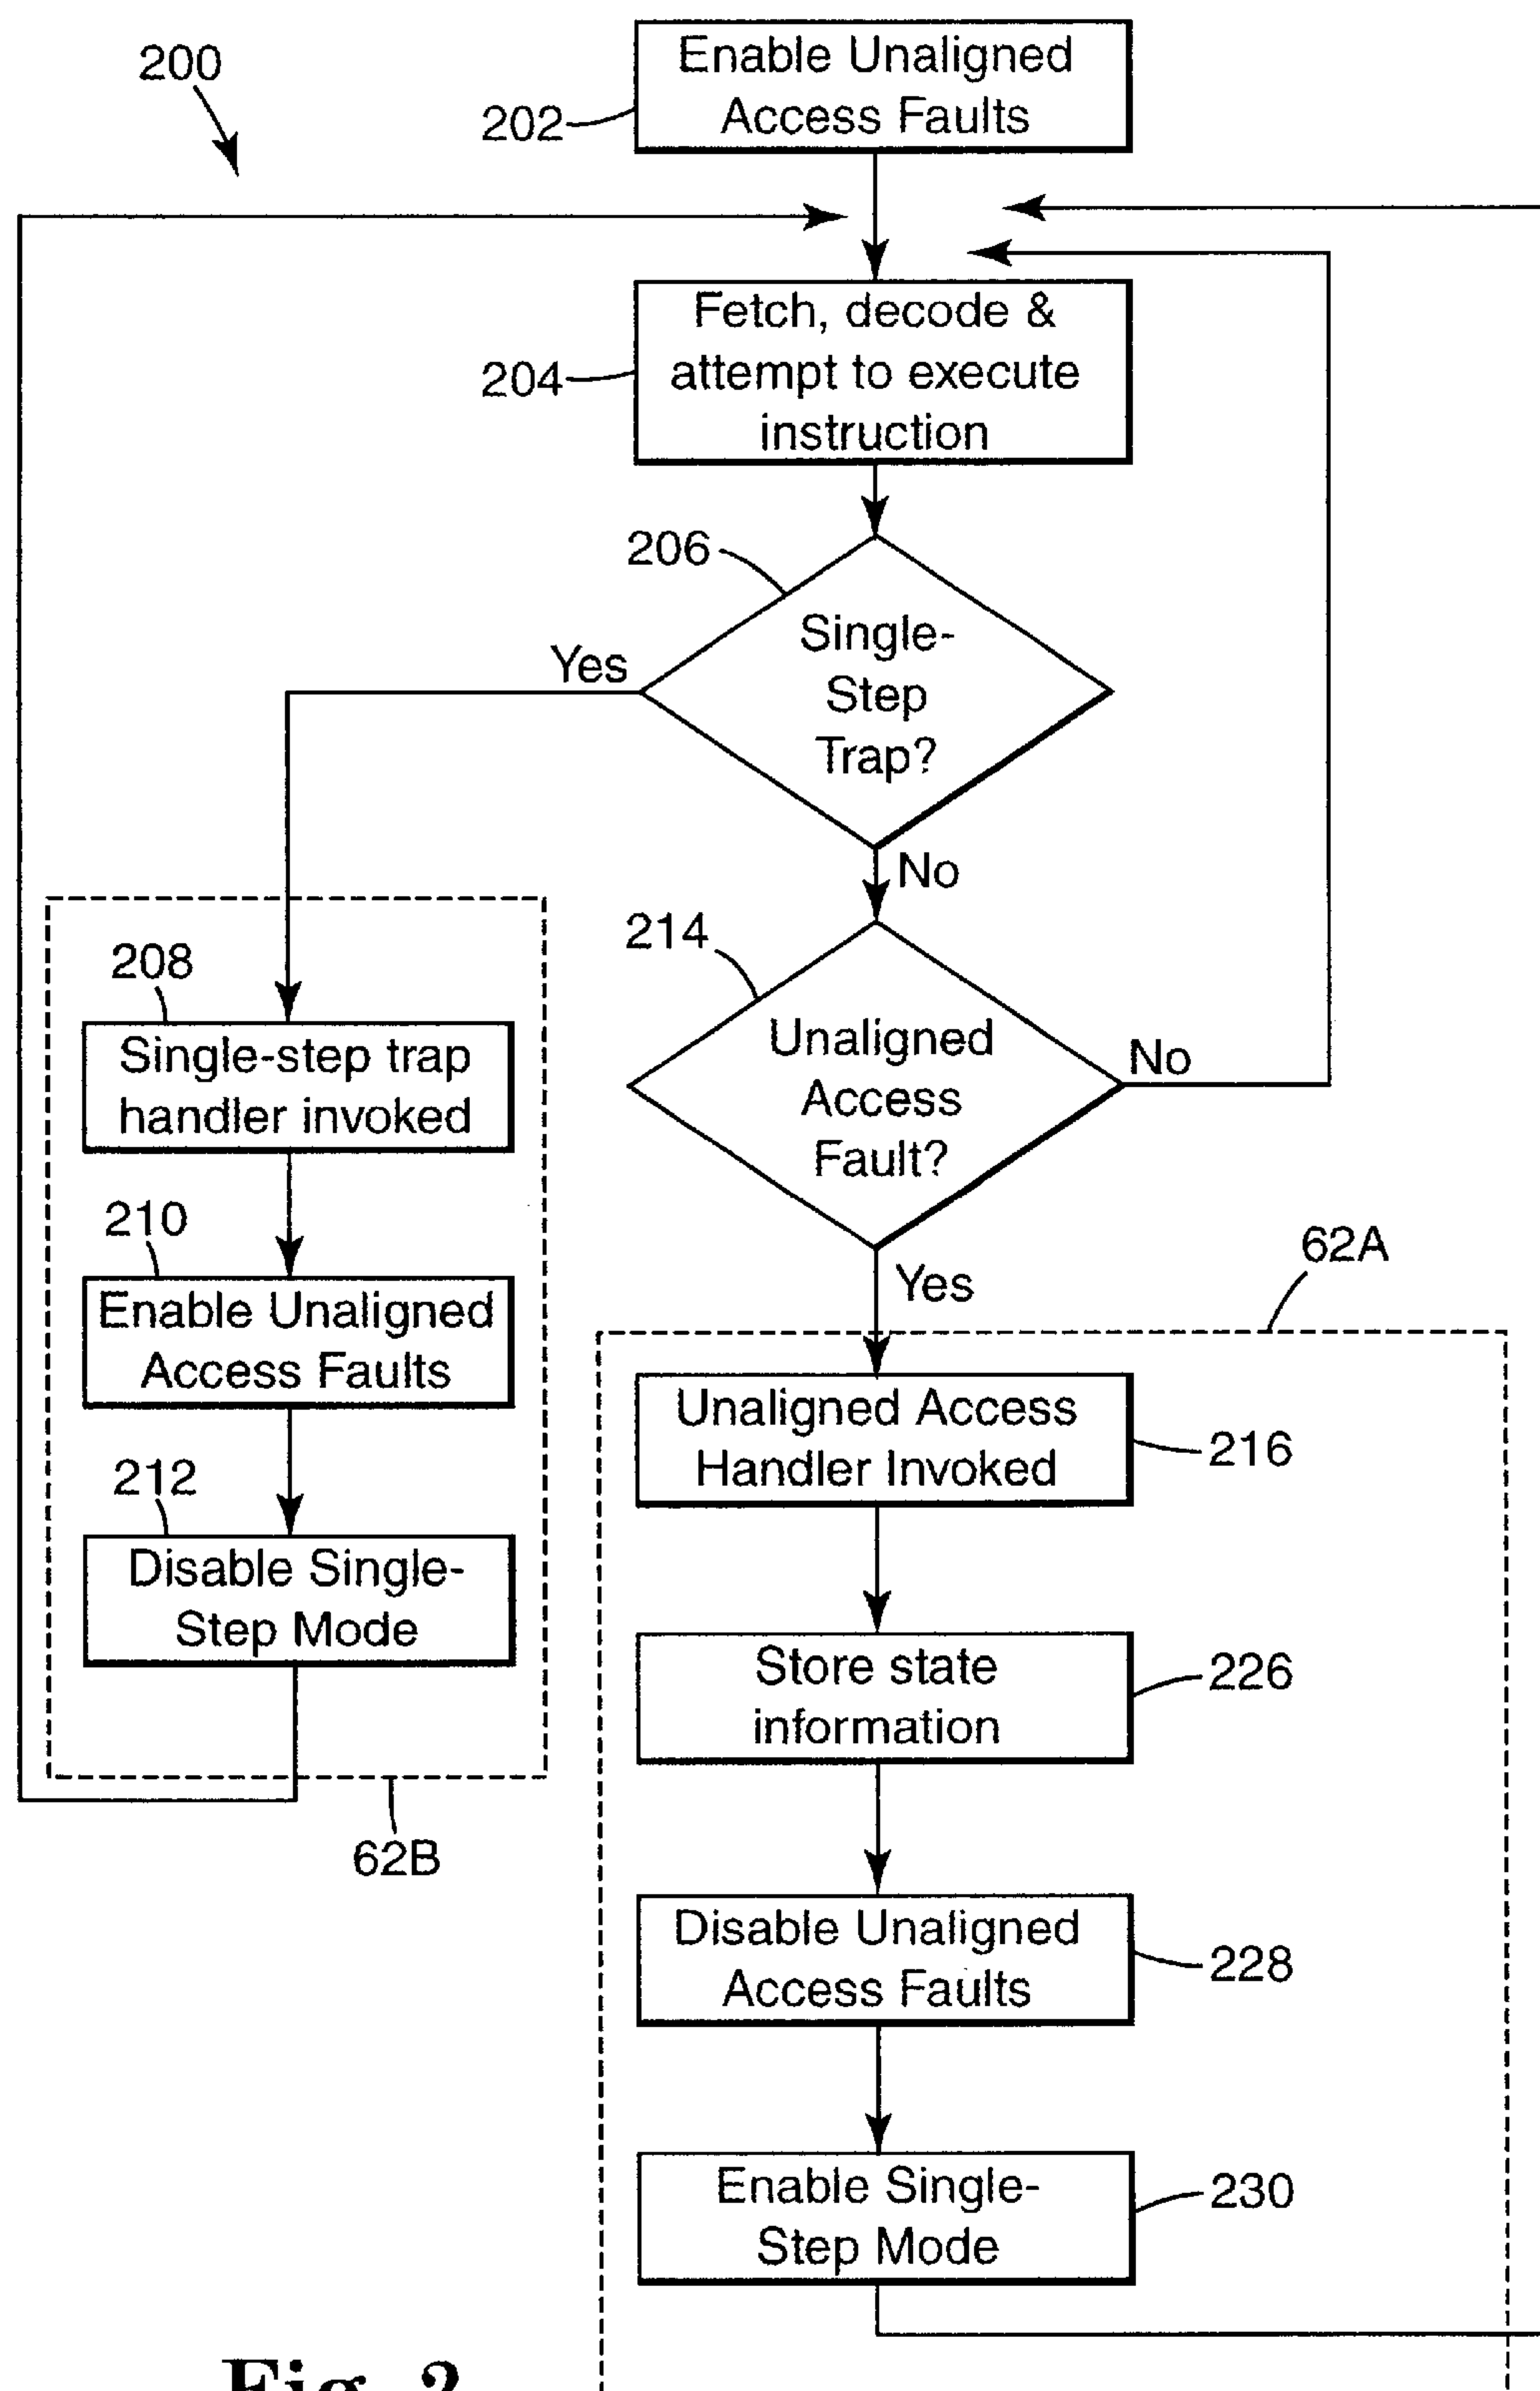 200
Enable Unaligned
Access Faults
202
Fetch, decode &
attempt to execute
instruction
204
206
Single-
Step
Trap?
Yes
No
214
Unaligned
Access
Fault?
No
Yes
208
Single-step trap
handler invoked
210
Enable Unaligned
Access Faults
212
Disable Single-
Step Mode
62B
62A
Unaligned Access
Handler Invoked
216
Store state
information
226
Disable Unaligned
Access Faults
228
Enable Single-
Step Mode
230
Fig. 2